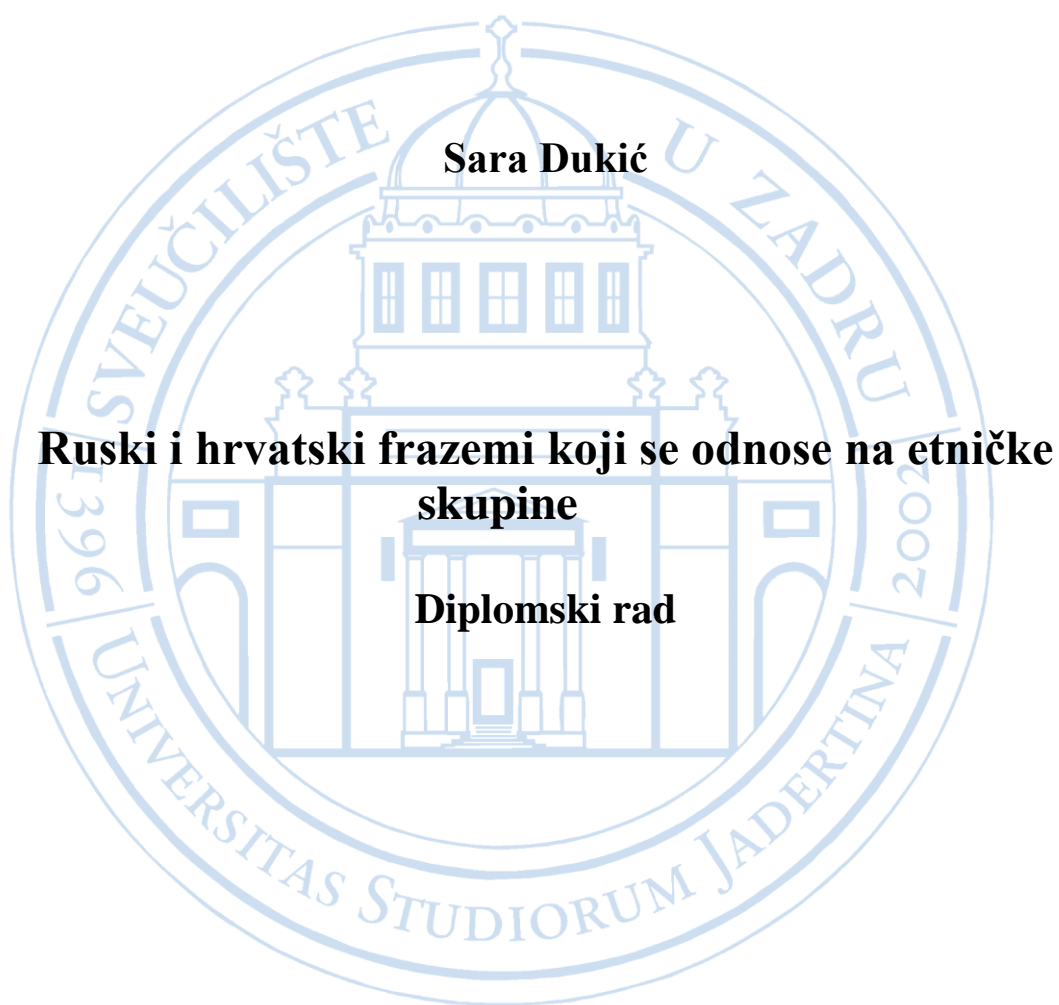 Sara Dukić
Ruski i hrvatski frazemi koji se odnose na etničke
skupine
Diplomski rad
SVEUČILIŠTE U ZADRU
1396
2002
UNIVERSITAS STUDIORUM JADERTINA